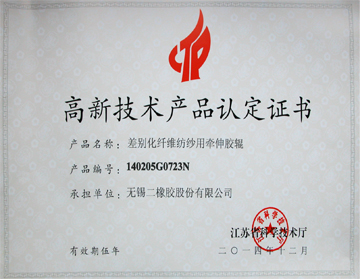 CTP
高新技术产品认定证书
产品名称：差别化纤维纺纱用牵伸胶辊
产品编号：140205G0723N
承担单位：无锡二橡胶股份有限公司
江苏省科学技术厅
有效期伍年
二〇一四年十二月